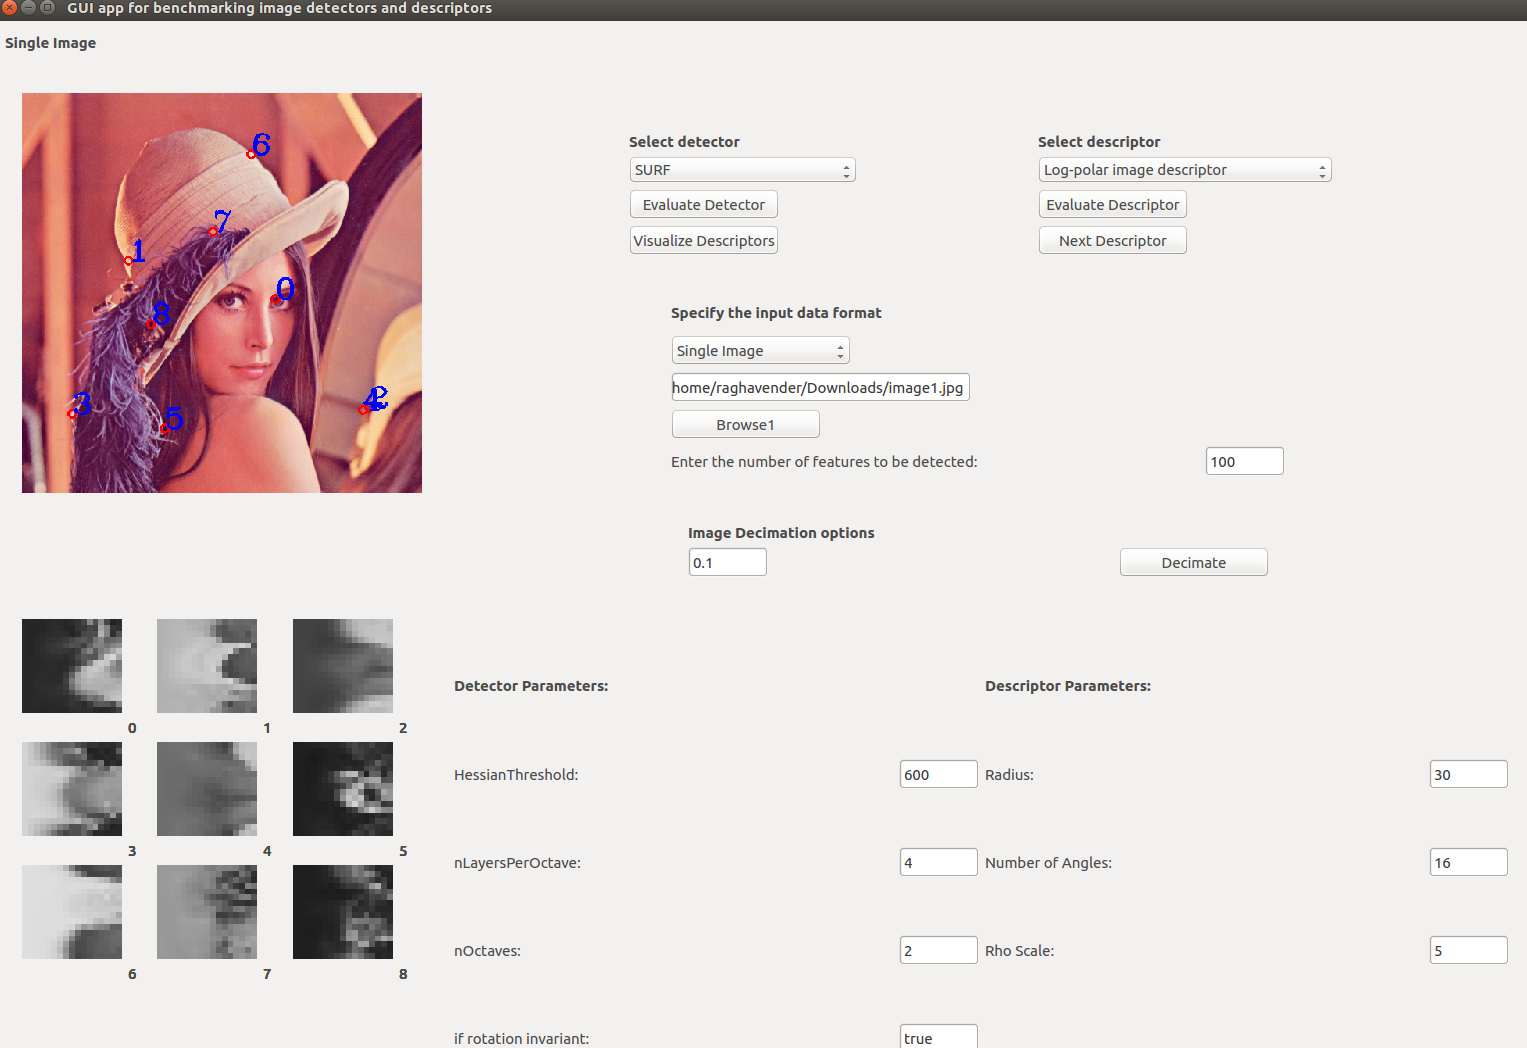 GUI app for benchmarking image detectors and descriptors
Single Image
6
7
1
0
8
3
4 2
5
Select detector
Select descriptor
SURF
Log-polar image descriptor
Evaluate Detector
Evaluate Descriptor
Visualize Descriptors
Next Descriptor
Specify the input data format
Single Image
home/raghavender/Downloads/image1.jpg
Browse1
Enter the number of features to be detected:
100
Image Decimation options
0.1
Decimate
0
1
2
3
4
5
6
7
8
Detector Parameters:
Descriptor Parameters:
HessianThreshold:
600
Radius:
30
nLayersPerOctave:
4
Number of Angles:
16
nOctaves:
2
Rho Scale:
5
if rotation invariant:
true